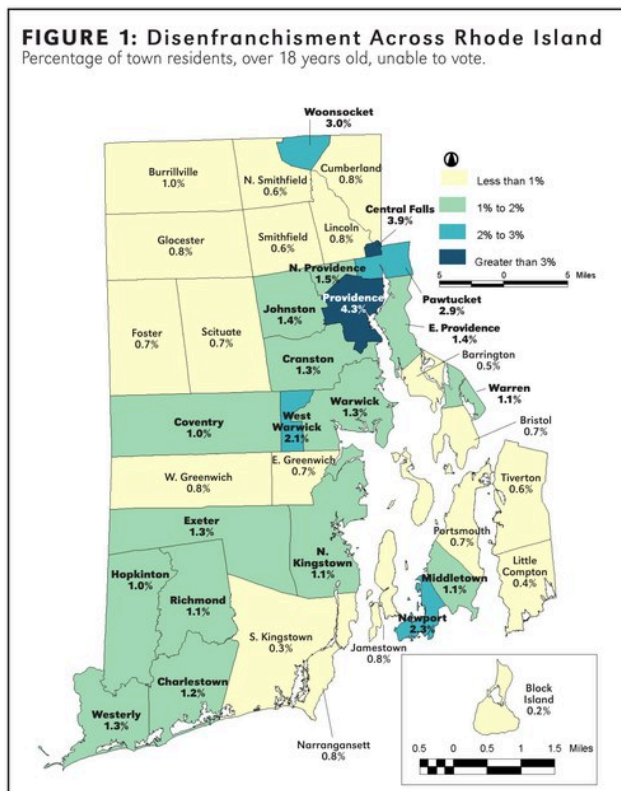 FIGURE 1: Disenfranchisment Across Rhode Island
Percentage of town residents, over 18 years old, unable to vote.
Woonsocket
3.0%
Burrillville
1.0%
N. Smithfield
0.6%
Cumberland
0.8%
Less than 1%
1% to 2%
2% to 3%
Greater than 3%
5 0 5
Miles
Central Falls
3.9%
Glocester
0.8%
Smithfield
0.6%
Lincoln
0.8%
N. Providence
1.5%
Providence
4.3%
Pawtucket
2.9%
Johnston
1.4%
E. Providence
1.4%
Foster
0.7%
Scituate
0.7%
Barrington
0.5%
Cranston
1.3%
Warren
1.1%
Warwick
1.3%
Coventry
1.0%
West
Warwick
2.1%
Bristol
0.7%
E. Greenwich
0.7%
W. Greenwich
0.8%
Tiverton
0.6%
Exeter
1.3%
Portsmouth
0.7%
N.
Kingstown
1.1%
Hopkinton
1.0%
Richmond
1.1%
Middletown
1.1%
Little
Compton
0.4%
Newport
2.3%
S. Kingstown
0.3%
Jamestown
0.8%
Charlestown
1.2%
Westerly
1.3%
Narrangansett
0.8%
Block
Island
0.2%
0.5 0 0.5 1 1.5 Miles